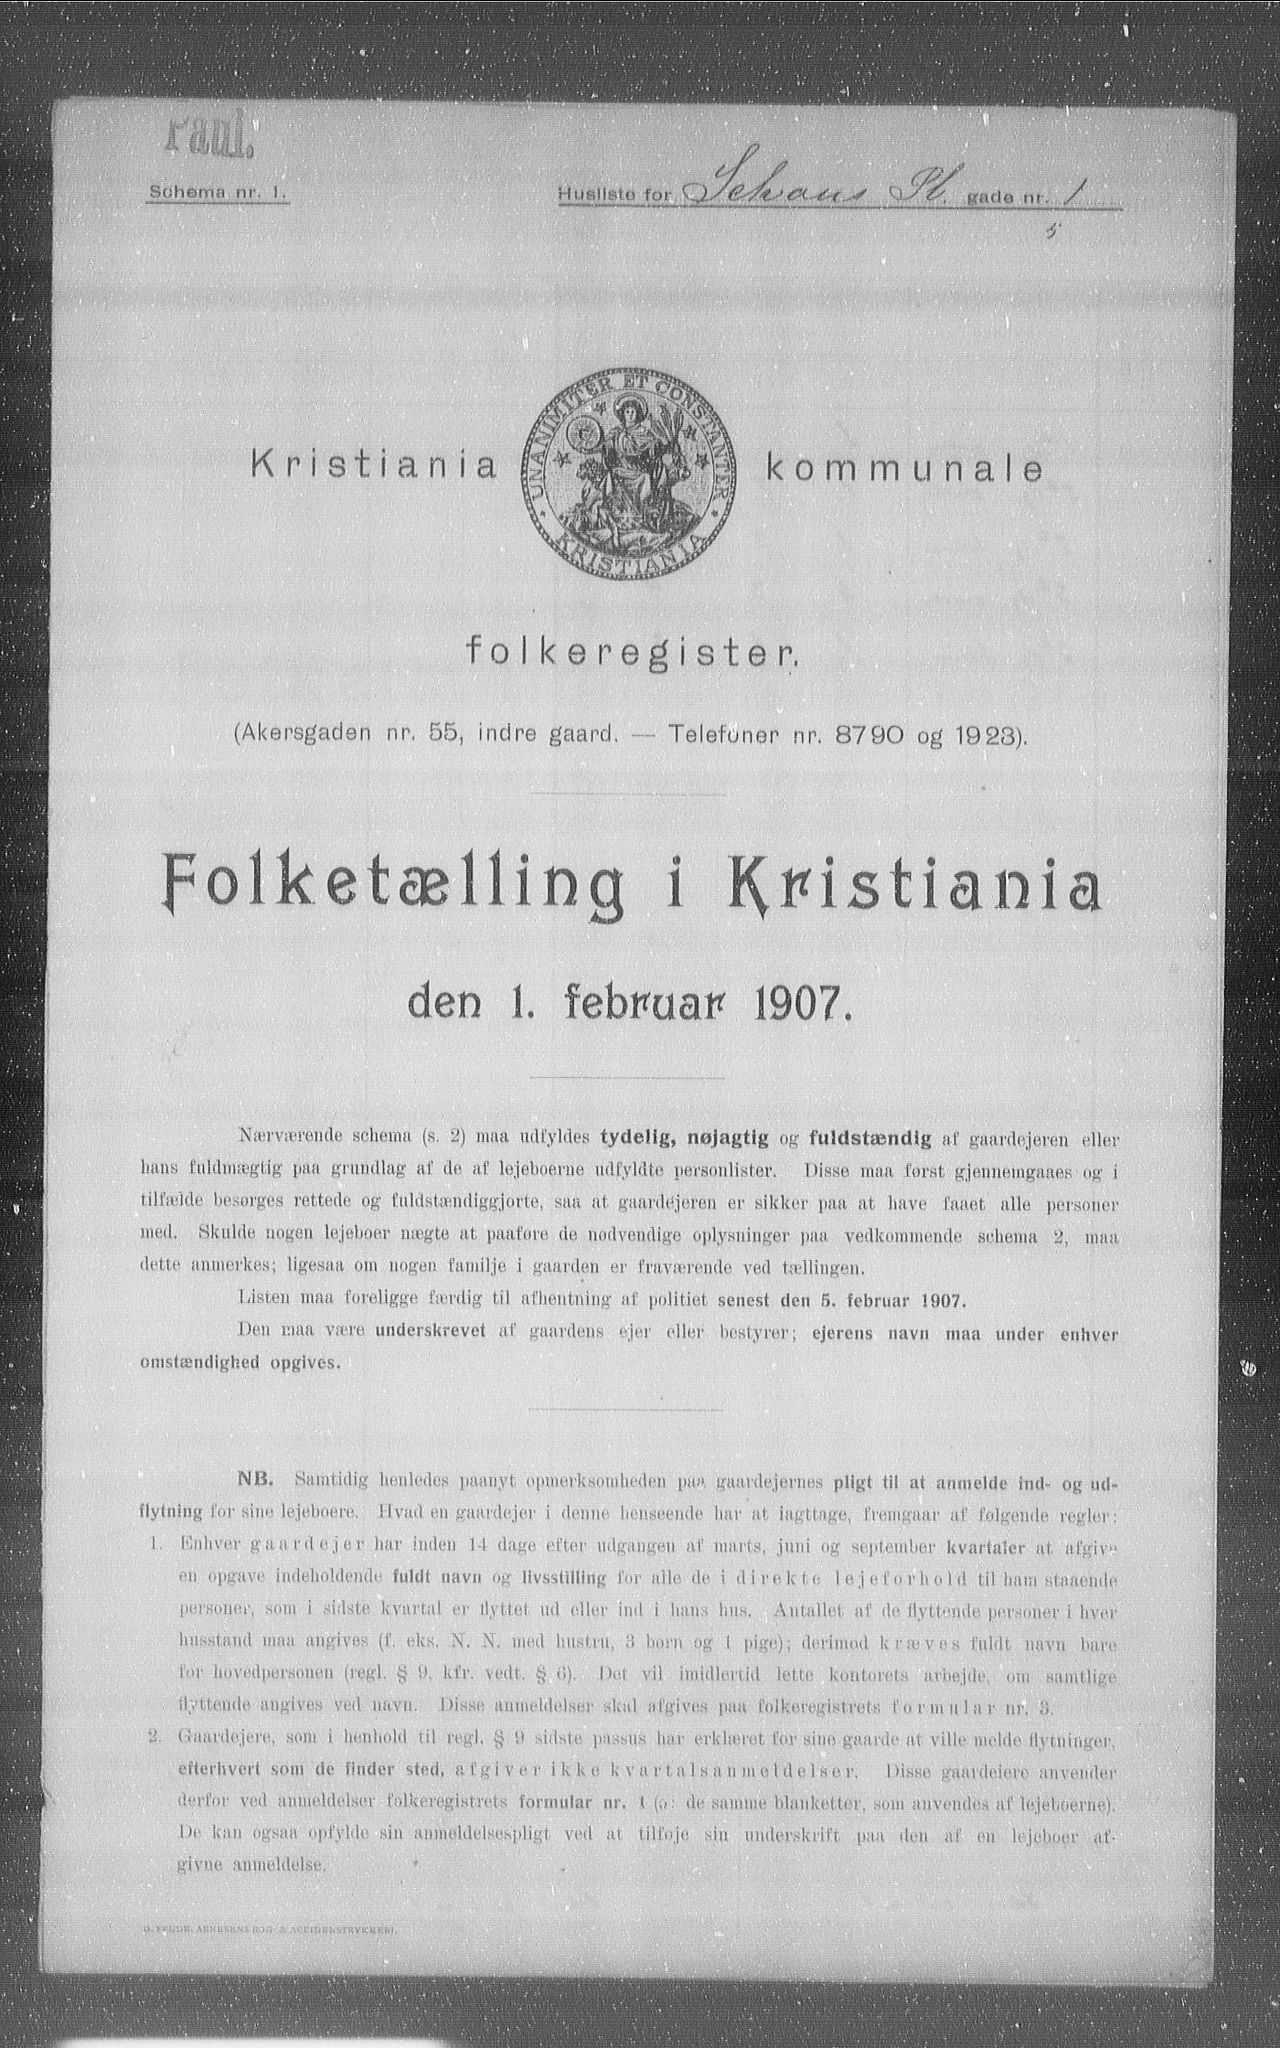 Paul.
Schema nr. 1.
Husliste for Schous Pl. gade nr. 1
5
UNANIMITER ET CONSTANTER
KRISTIANIA
Kristiania kommunale
folkeregister.
(Akersgaden nr. 55, indre gaard. — Telefoner nr. 8790 og 1923).
Folketælling i Kristiania
den 1. februar 1907.
Nærværende schema (s. 2) maa udfyldes tydelig, nøjagtig og fuldstændig af gaardejeren eller
hans fuldmægtig paa grundlag af de af lejeboerne udfyldte personlister. Disse maa først gjennemgaaes og i
tilfælde besørges rettede og fuldstændiggjorte, saa at gaardejeren er sikker paa at have faaet alle personer
med. Skulde nogen lejeboer nægte at paaføre de nødvendige oplysninger paa vedkommende schema 2, maa
dette anmerkes; ligesaa om nogen familje i gaarden er fraværende ved tællingen.
Listen maa foreligge færdig til afhentning af politiet senest den 5. februar 1907.
Den maa være underskrevet af gaardens ejer eller bestyrer; ejerens navn maa under enhver
omstændighed opgives.
NB. Samtidig henledes paanyt opmerksomheden paa gaardejernes pligt til at anmelde ind- og ud-
flytning for sine lejeboere. Hvad en gaardejer i denne henseende har at iagttage, fremgaar af følgende regler:
1. Enhver gaardejer har inden 14 dage efter udgangen af marts, juni og september kvartaler at afgive
en opgave indeholdende fuldt navn og livsstilling for alle de i direkte lejeforhold til ham staaende
personer, som i sidste kvartal er flyttet ud eller ind i hans hus. Antallet af de flyttende personer i hver
husstand maa angives (f. eks. N. N. med hustru, 3 børn og 1 pige); derimod kræves fuldt navn bare
for hovedpersonen (regl. § 9, kfr. vedt. § 6). Det vil imidlertid lette kontorets arbejde, om samtlige
flyttende angives ved navn. Disse anmeldelser skal afgives paa folkeregistrets formular nr. 3.
2. Gaardejere, som i henhold til regl. § 9 sidste passus har erklæret for sine gaarde at ville melde flytninger,
efterhvert som de finder sted, afgiver ikke kvartalsanmeldelser. Disse gaardeiere anvender
derfor ved anmeldelser folkeregistrets formular nr. 1 (ɔ: de samme blanketter, som anvendes af lejeboerne).
De kan ogsaa opfylde sin anmeldelsespligt ved at tilføje sin underskrift paa den af en lejeboer af-
givne anmeldelse.
O. FREDR. ARNESENS BOG- & ACCIDENSTRYKKERI.